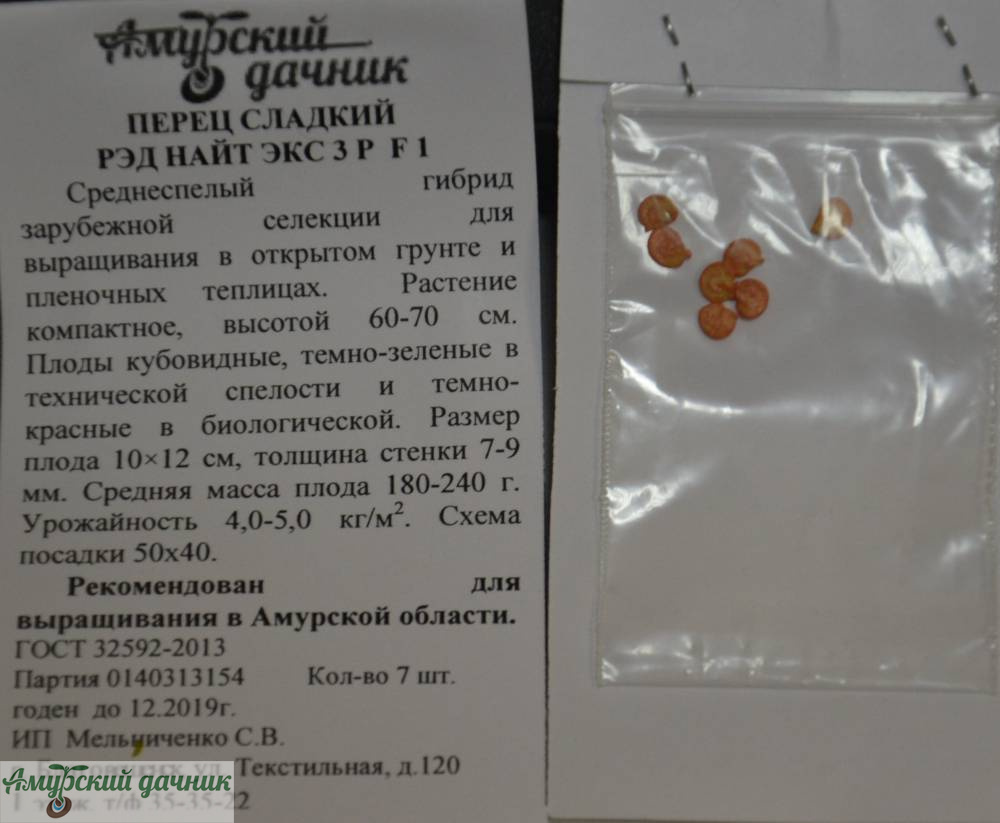 Амурский
дачник
ПЕРЕЦ СЛАДКИЙ
РЭД НАЙТ ЭКС 3 Р F 1
Среднеспелый гибрид
зарубежной селекции для
выращивания в открытом грунте и
пленочных теплицах. Растение
компактное, высотой 60-70 см.
Плоды кубовидные, темно-зеленые в
технической спелости и темно-
красные в биологической. Размер
плода 10×12 см, толщина стенки 7-9
мм. Средняя масса плода 180-240 г.
Урожайность 4,0-5,0 кг/м². Схема
посадки 50х40.
Рекомендован для
выращивания в Амурской области.
ГОСТ 32592-2013
Партия 0140313154 Кол-во 7 шт.
годен до 12.2019г.
ИП Мельниченко С.В.
ул. Текстильная, д.120
т/ф 35-35-22
Амурский дачник